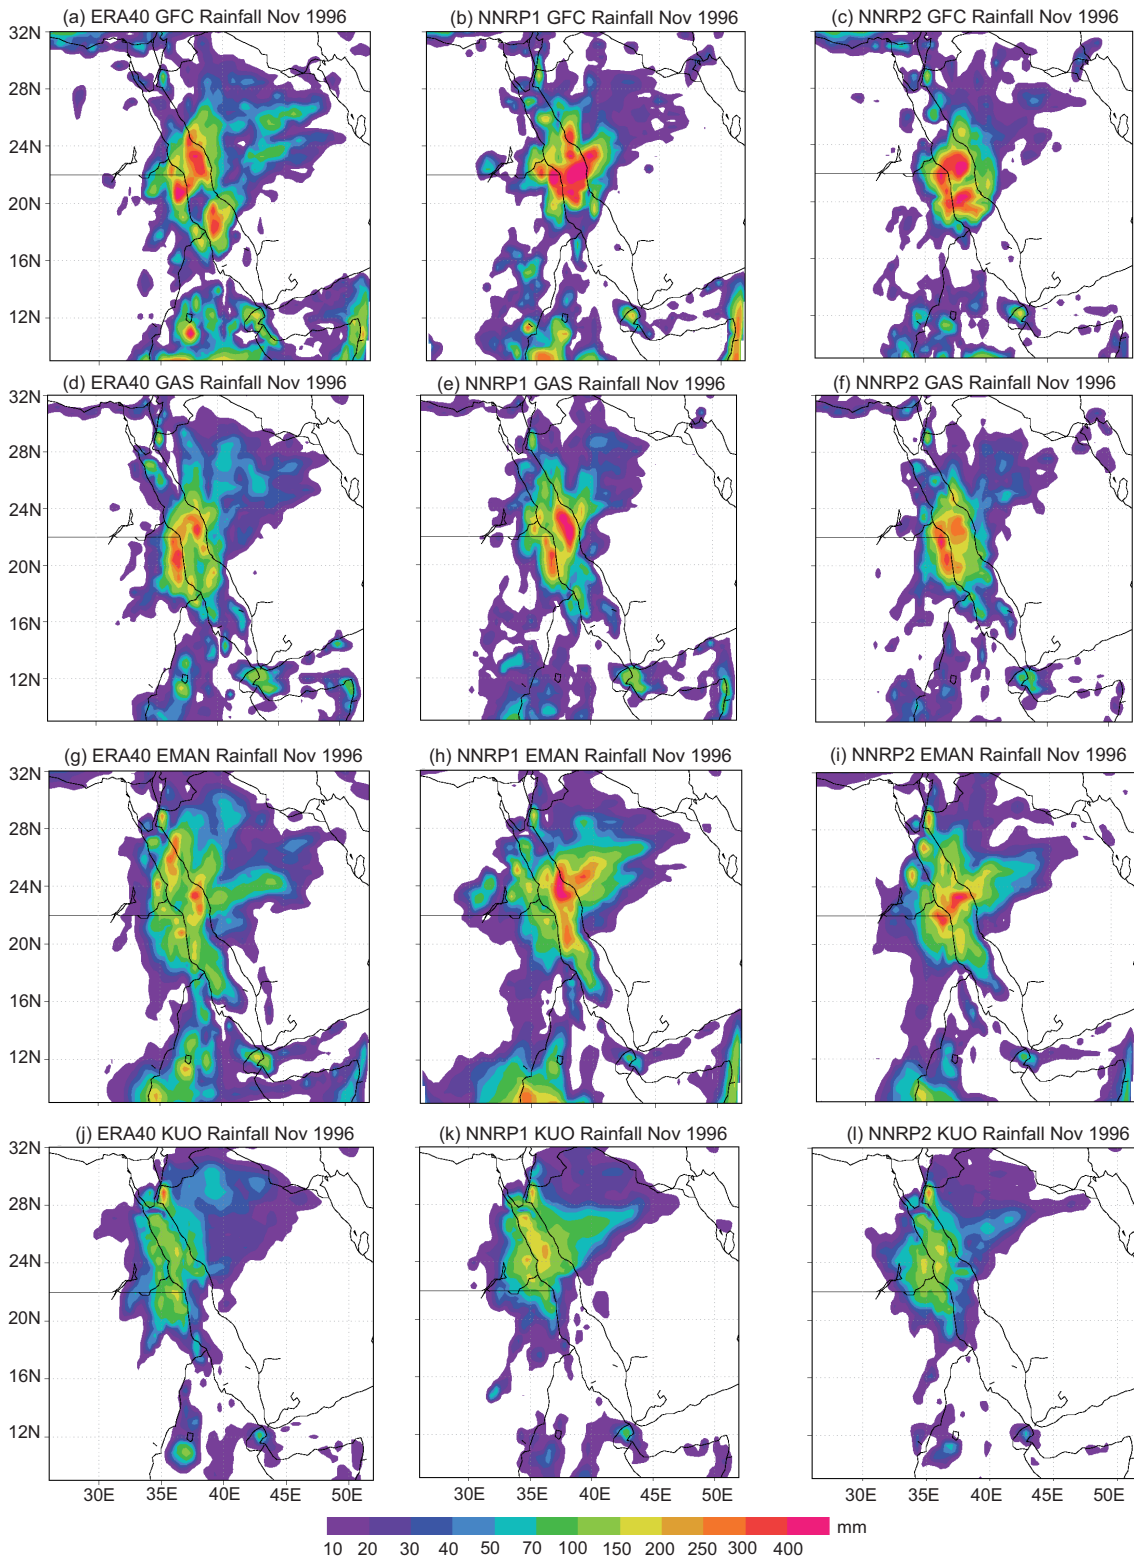 (a) ERA40 GFC Rainfall Nov 1996
(b) NNRP1 GFC Rainfall Nov 1996
(c) NNRP2 GFC Rainfall Nov 1996
32N
28N
24N
20N
16N
12N
(d) ERA40 GAS Rainfall Nov 1996
(e) NNRP1 GAS Rainfall Nov 1996
(f) NNRP2 GAS Rainfall Nov 1996
32N
28N
24N
20N
16N
12N
(g) ERA40 EMAN Rainfall Nov 1996
(h) NNRP1 EMAN Rainfall Nov 1996
(i) NNRP2 EMAN Rainfall Nov 1996
32N
28N
24N
20N
16N
12N
(j) ERA40 KUO Rainfall Nov 1996
(k) NNRP1 KUO Rainfall Nov 1996
(l) NNRP2 KUO Rainfall Nov 1996
32N
28N
24N
20N
16N
12N
30E 35E 40E 45E 50E
30E 35E 40E 45E 50E
30E 35E 40E 45E 50E
mm
10 20 30 40 50 70 100 150 200 250 300 400